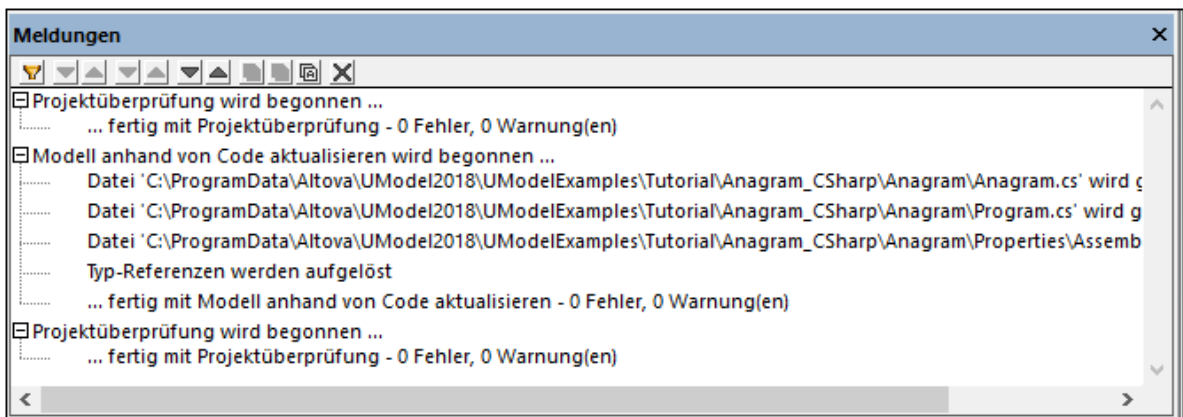 Meldungen
Projektüberprüfung wird begonnen ...
... fertig mit Projektüberprüfung - 0 Fehler, 0 Warnung(en)
Modell anhand von Code aktualisieren wird begonnen ...
Datei 'C:\ProgramData\Altova\UModel2018\UModelExamples\Tutorial\Anagram_CSharp\Anagram\Anagram.cs' wird g
Datei 'C:\ProgramData\Altova\UModel2018\UModelExamples\Tutorial\Anagram_CSharp\Anagram\Program.cs' wird g
Datei 'C:\ProgramData\Altova\UModel2018\UModelExamples\Tutorial\Anagram_CSharp\Anagram\Properties\Assemb
Typ-Referenzen werden aufgelöst
... fertig mit Modell anhand von Code aktualisieren - 0 Fehler, 0 Warnung(en)
Projektüberprüfung wird begonnen ...
... fertig mit Projektüberprüfung - 0 Fehler, 0 Warnung(en)